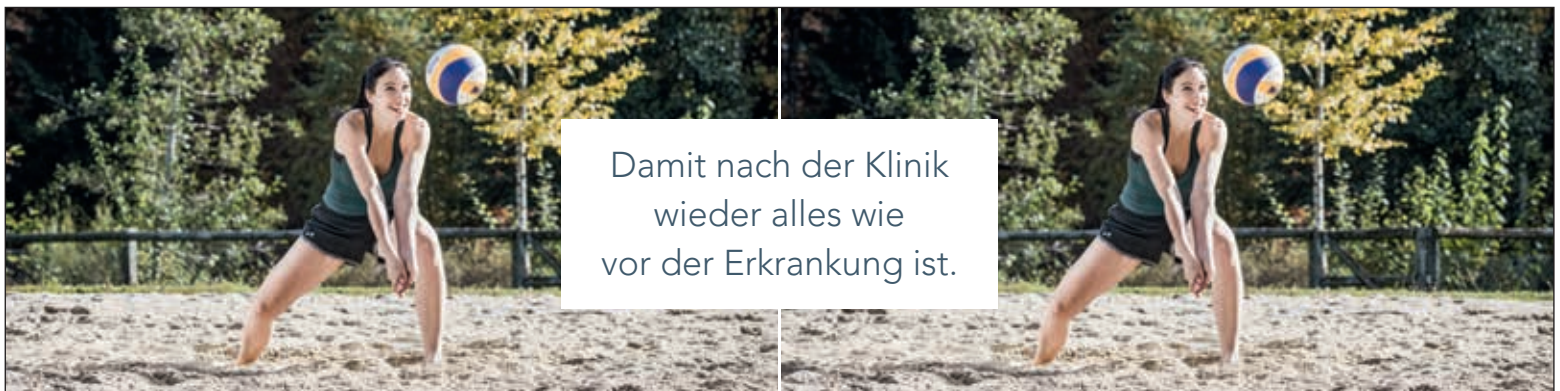 Damit nach der Klinik
wieder alles wie
vor der Erkrankung ist.